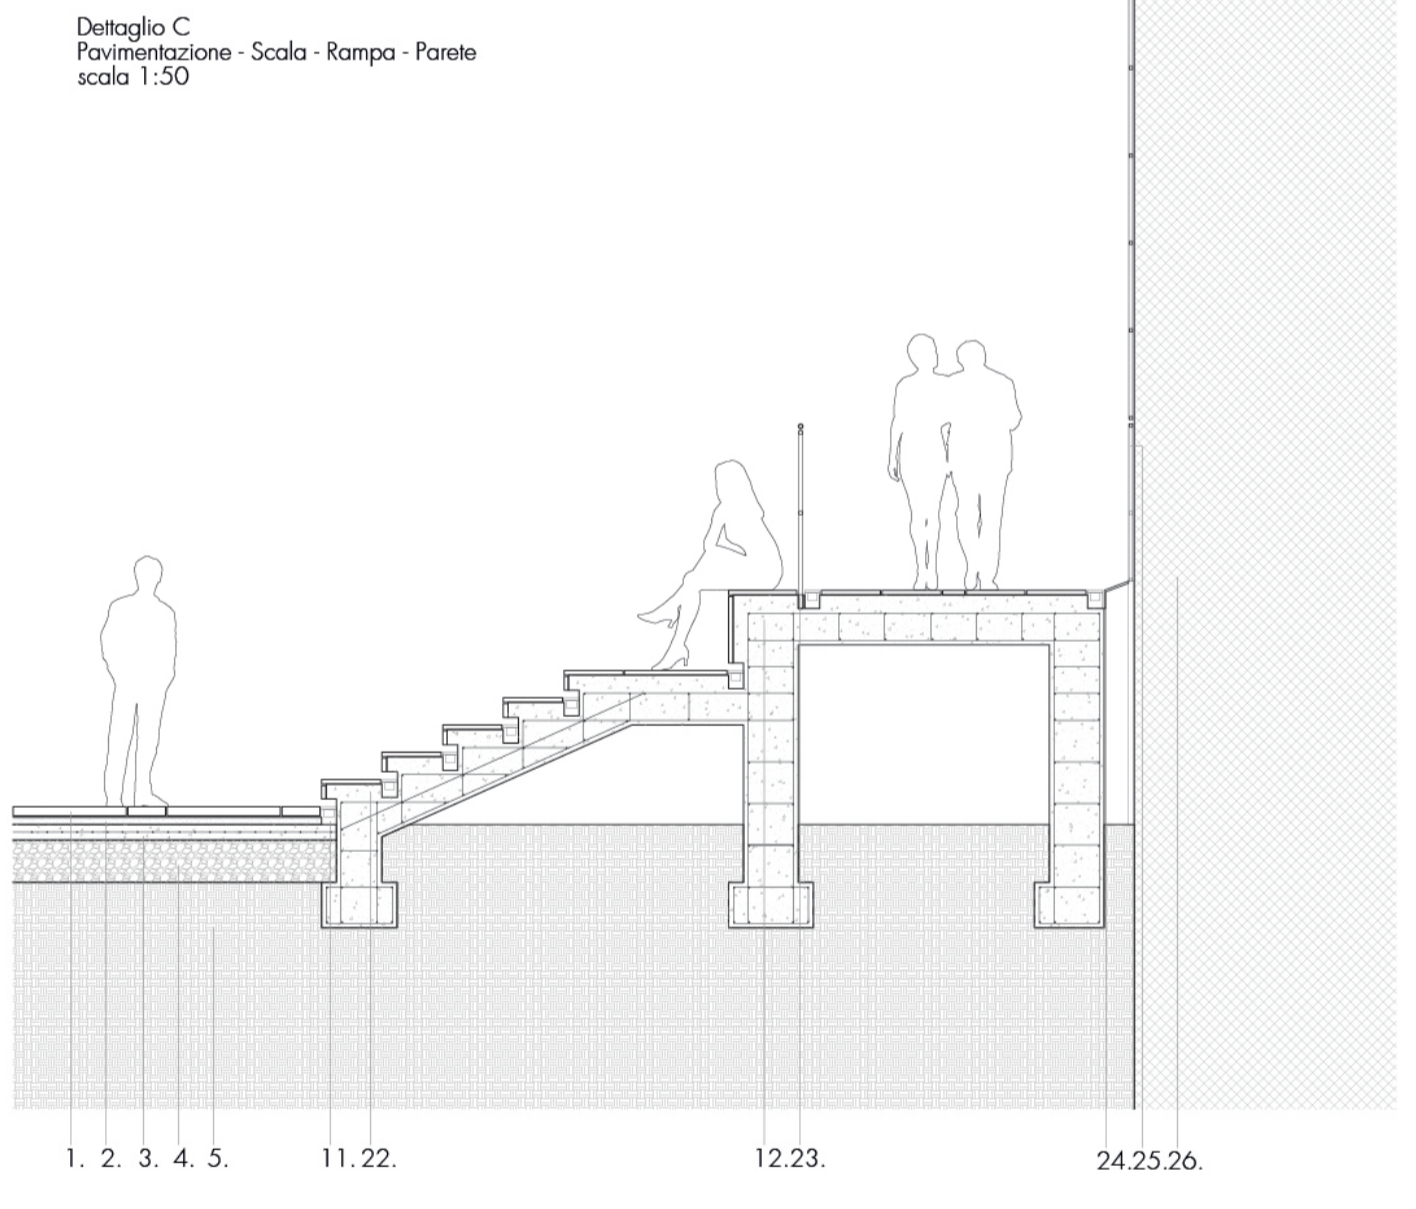 Dettaglio C
Pavimentazione - Scala - Rampa - Parete
scala 1:50
1. 2. 3. 4. 5. 11. 22. 12. 23. 24. 25. 26.